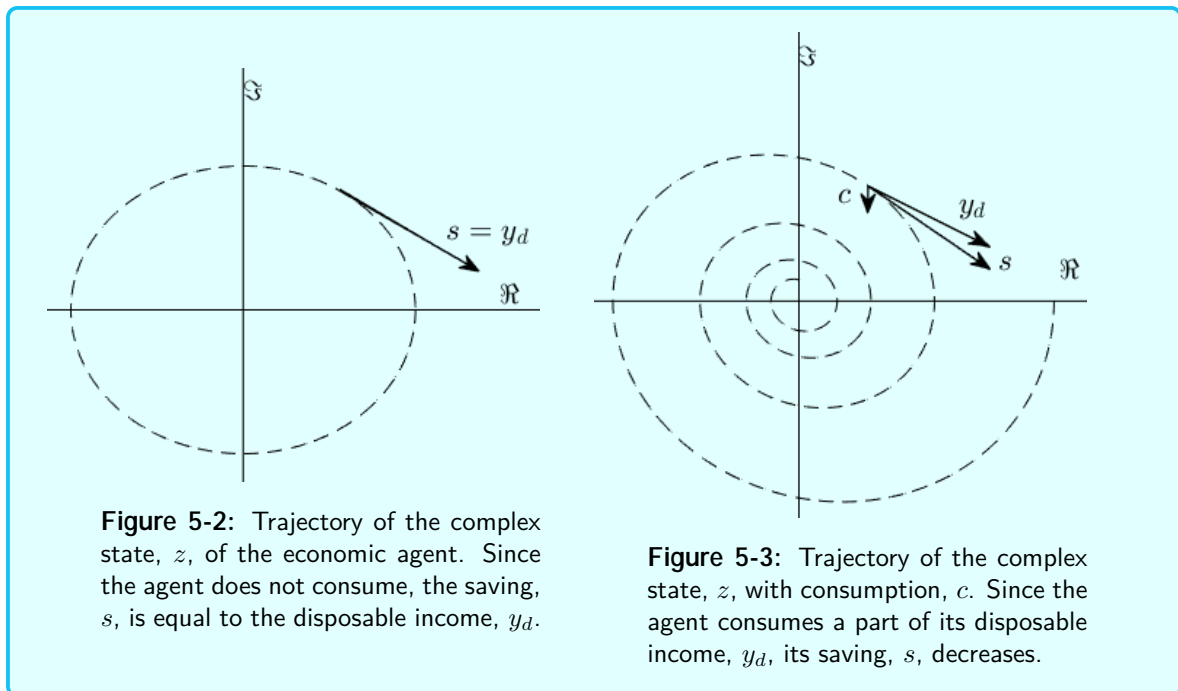 ℑ
s = y_d
ℜ
Figure 5-2: Trajectory of the complex
state, z, of the economic agent. Since
the agent does not consume, the saving,
s, is equal to the disposable income, y_d.
ℑ
c
y_d
s
ℜ
Figure 5-3: Trajectory of the complex
state, z, with consumption, c. Since the
agent consumes a part of its disposable
income, y_d, its saving, s, decreases.